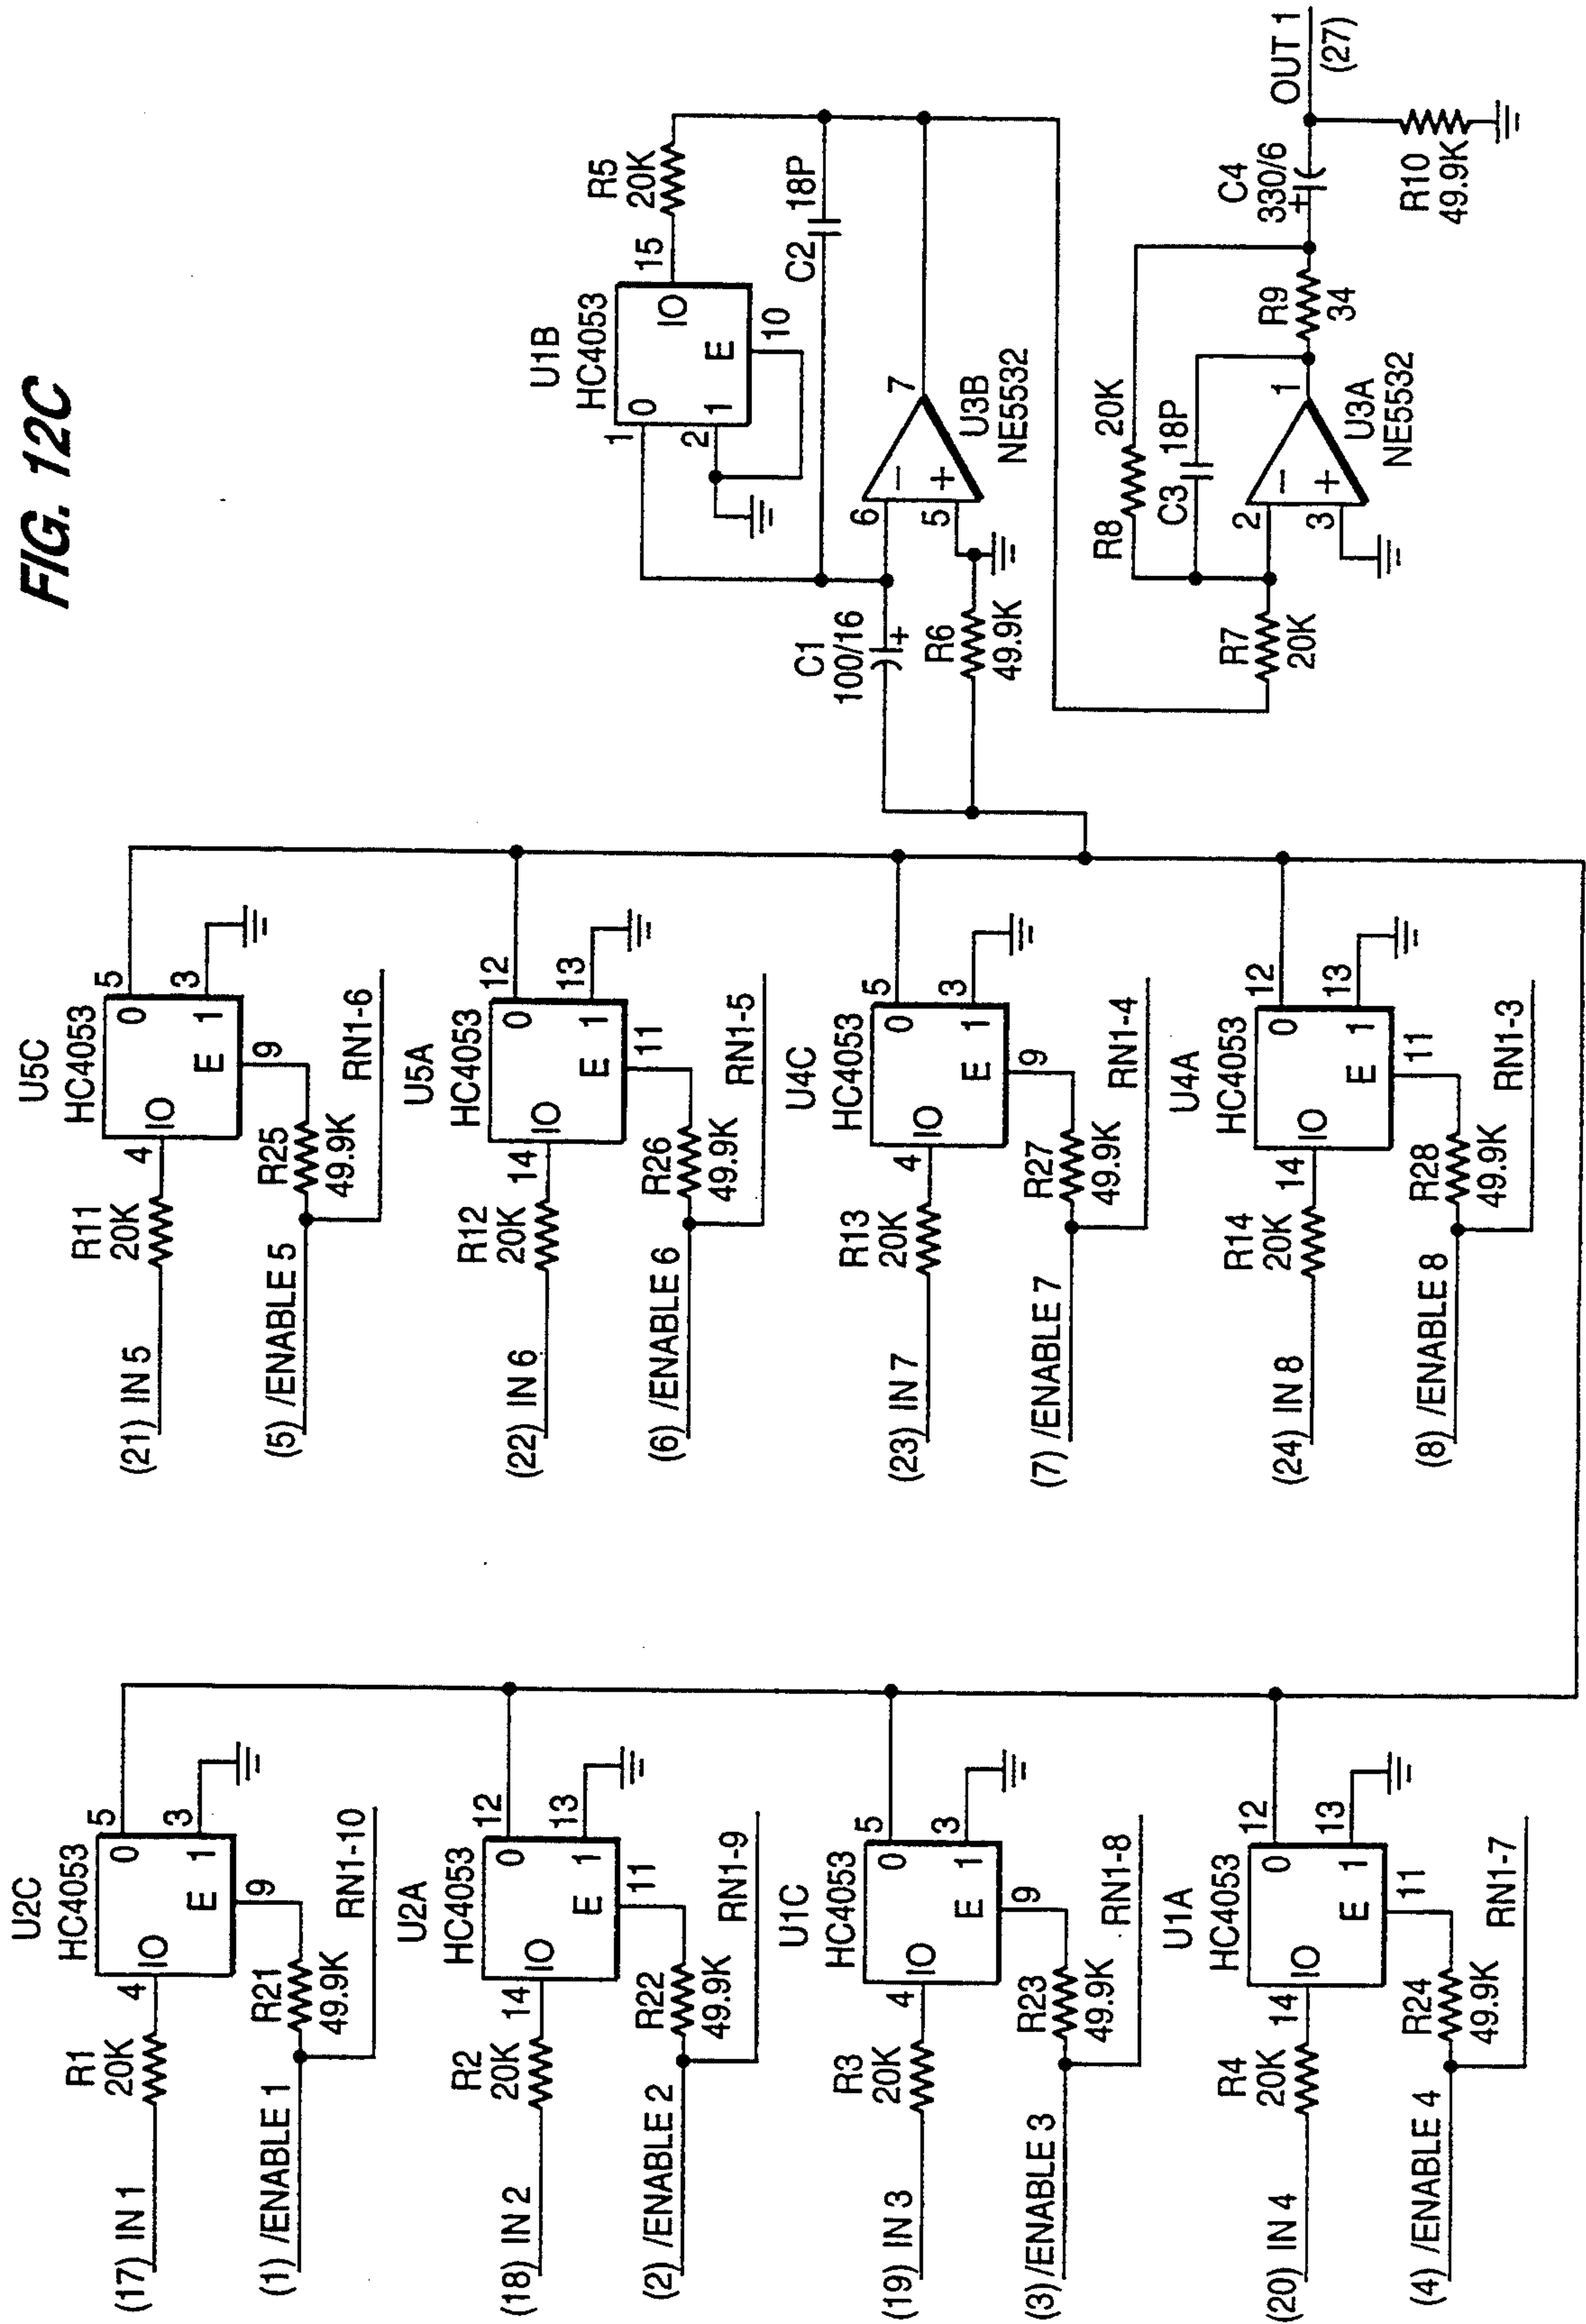 FIG. 12C
U2C
HC4053
R1
20K
(17) IN 1
4
IO
0
5
1
3
E
9
R21
49.9K
(1) /ENABLE 1
RN1-10
U2A
HC4053
R2
20K
(18) IN 2
14
IO
0
12
1
13
E
11
R22
49.9K
(2) /ENABLE 2
RN1-9
U1C
HC4053
R3
20K
(19) IN 3
4
IO
0
5
1
3
E
9
R23
49.9K
(3) /ENABLE 3
RN1-8
U1A
HC4053
R4
20K
(20) IN 4
14
IO
0
12
1
13
E
11
R24
49.9K
(4) /ENABLE 4
RN1-7
U5C
HC4053
R11
20K
(21) IN 5
4
IO
0
5
1
3
E
9
R25
49.9K
(5) /ENABLE 5
RN1-6
U5A
HC4053
R12
20K
(22) IN 6
14
IO
0
12
1
13
E
11
R26
49.9K
(6) /ENABLE 6
RN1-5
U4C
HC4053
R13
20K
(23) IN 7
4
IO
0
5
1
3
E
9
R27
49.9K
(7) /ENABLE 7
RN1-4
U4A
HC4053
R14
20K
(24) IN 8
14
IO
0
12
1
13
E
11
R28
49.9K
(8) /ENABLE 8
RN1-3
U1B
HC4053
1
0
2
1
IO
15
E
10
R5
20K
C2
18P
C1
100/16
+
R6
49.9K
6
−
5
+
7
U3B
NE5532
R7
20K
R8
20K
C3
18P
2
−
3
+
1
U3A
NE5532
R9
34
C4
330/6
+
OUT 1
(27)
R10
49.9K